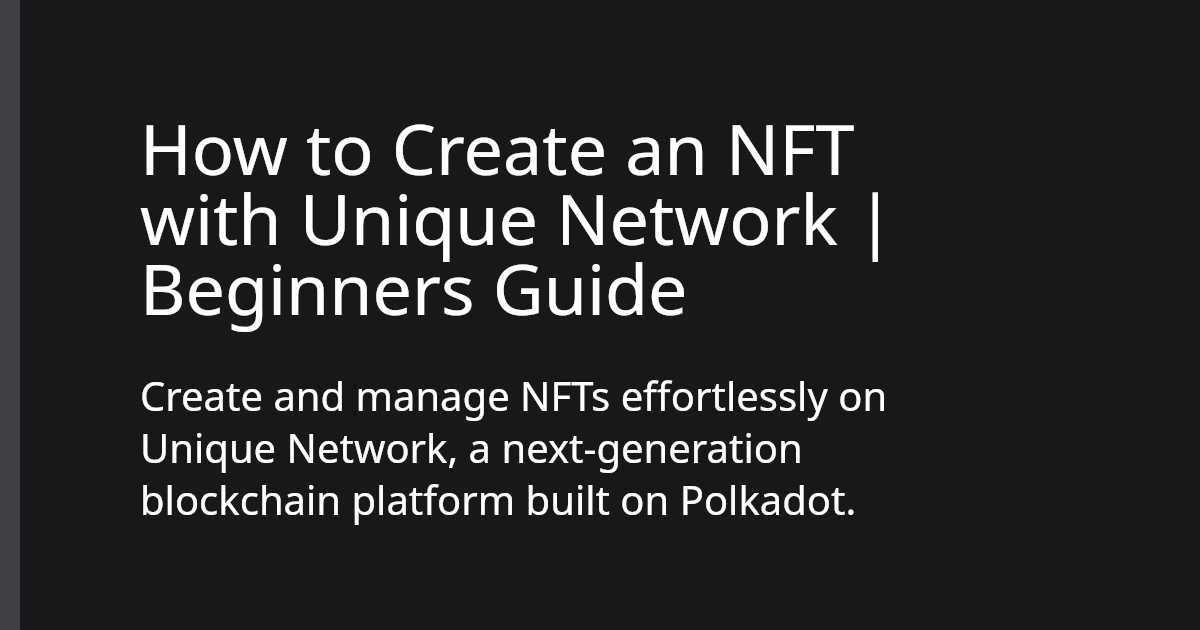 How to Create an NFT
with Unique Network |
Beginners Guide
Create and manage NFTs effortlessly on
Unique Network, a next-generation
blockchain platform built on Polkadot.